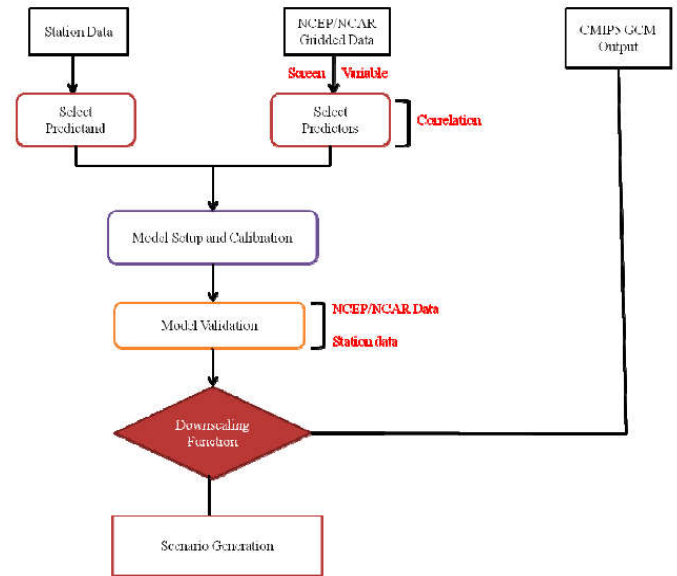 Station Data
NCEP/NCAR
Gridded Data
CMIP5 GCM
Output
Screen Variable
Select
Predictand
Select
Predictors
Correlation
Model Setup and Calibration
Model Validation
NCEP/NCAR Data
Station data
Downscaling
Function
Scenario Generation